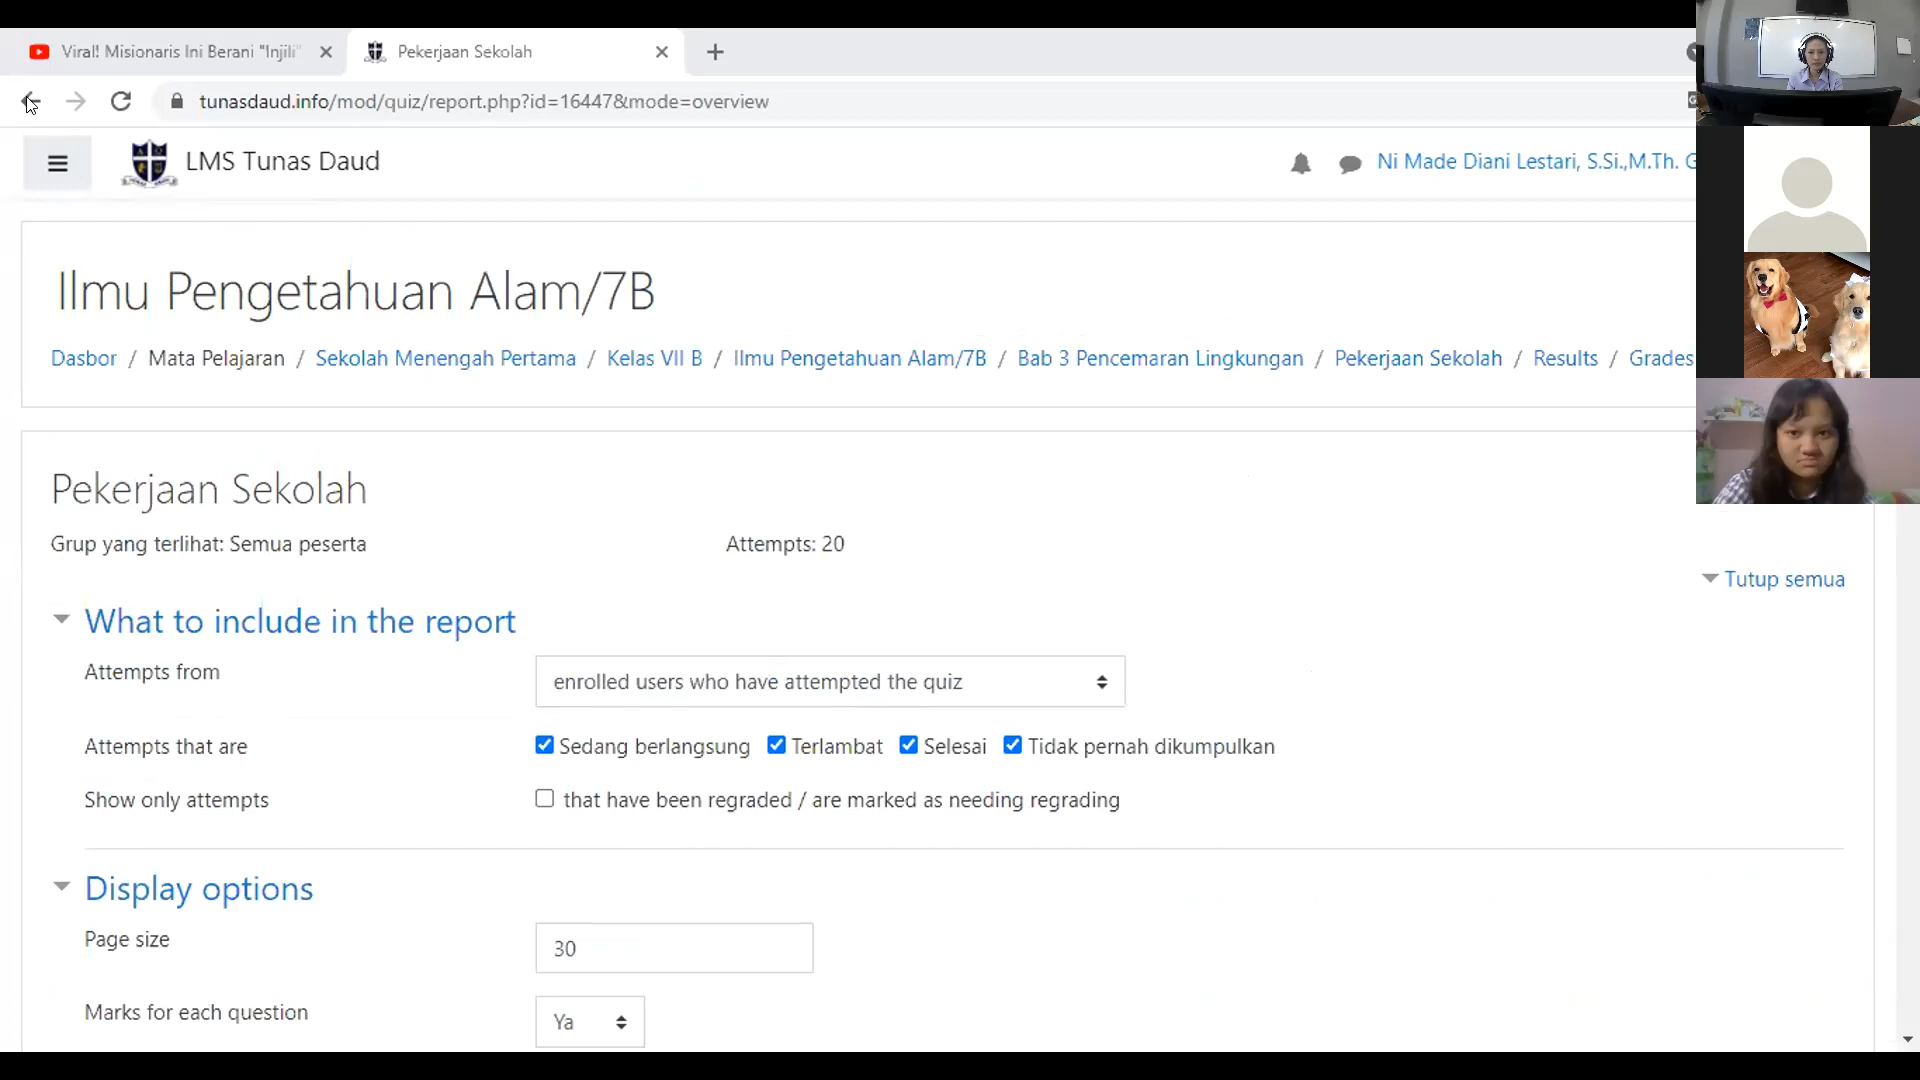 Viral! Misionaris Ini Berani "Injili"
Pekerjaan Sekolah
tunasdaud.info/mod/quiz/report.php?id=16447&mode=overview
LMS Tunas Daud
Ni Made Diani Lestari, S.Si.,M.Th. G
Ilmu Pengetahuan Alam/7B
Dasbor / Mata Pelajaran / Sekolah Menengah Pertama / Kelas VII B / Ilmu Pengetahuan Alam/7B / Bab 3 Pencemaran Lingkungan / Pekerjaan Sekolah / Results / Grades
Pekerjaan Sekolah
Grup yang terlihat: Semua peserta Attempts: 20
Tutup semua
What to include in the report
Attempts from enrolled users who have attempted the quiz
Attempts that are Sedang berlangsung Terlambat Selesai Tidak pernah dikumpulkan
Show only attempts that have been regraded / are marked as needing regrading
Display options
Page size 30
Marks for each question Ya